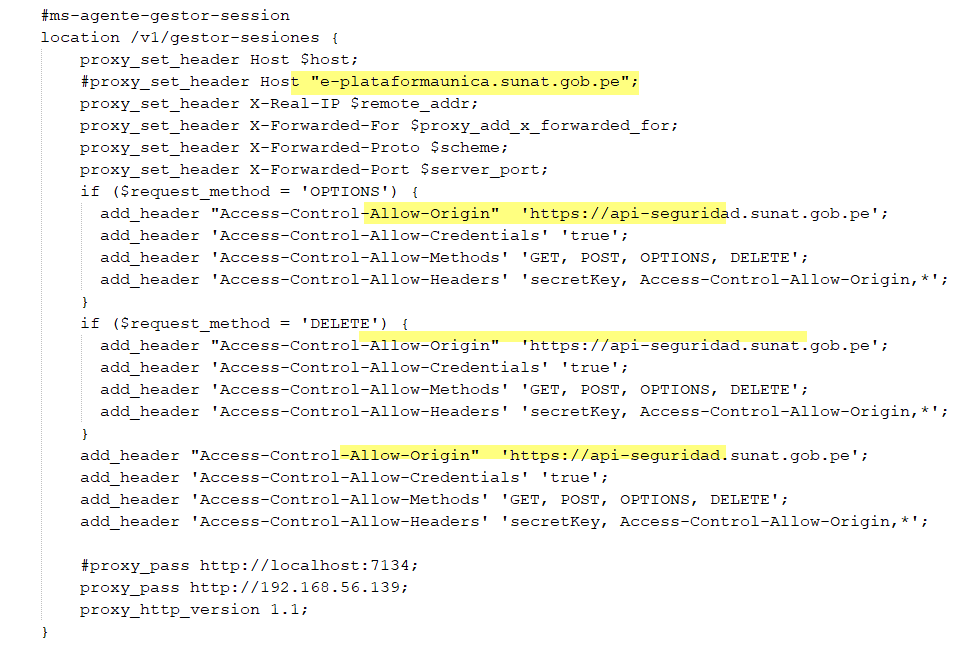 #ms-agente-gestor-session
location /v1/gestor-sesiones {
proxy_set_header Host $host;
#proxy_set_header Host "e-plataformaunica.sunat.gob.pe";
proxy_set_header X-Real-IP $remote_addr;
proxy_set_header X-Forwarded-For $proxy_add_x_forwarded_for;
proxy_set_header X-Forwarded-Proto $scheme;
proxy_set_header X-Forwarded-Port $server_port;
if ($request_method = 'OPTIONS') {
add_header "Access-Control-Allow-Origin"  'https://api-seguridad.sunat.gob.pe';
add_header 'Access-Control-Allow-Credentials' 'true';
add_header 'Access-Control-Allow-Methods' 'GET, POST, OPTIONS, DELETE';
add_header 'Access-Control-Allow-Headers' 'secretKey, Access-Control-Allow-Origin,*';
}
if ($request_method = 'DELETE') {
add_header "Access-Control-Allow-Origin"  'https://api-seguridad.sunat.gob.pe';
add_header 'Access-Control-Allow-Credentials' 'true';
add_header 'Access-Control-Allow-Methods' 'GET, POST, OPTIONS, DELETE';
add_header 'Access-Control-Allow-Headers' 'secretKey, Access-Control-Allow-Origin,*';
}
add_header "Access-Control-Allow-Origin"  'https://api-seguridad.sunat.gob.pe';
add_header 'Access-Control-Allow-Credentials' 'true';
add_header 'Access-Control-Allow-Methods' 'GET, POST, OPTIONS, DELETE';
add_header 'Access-Control-Allow-Headers' 'secretKey, Access-Control-Allow-Origin,*';
#proxy_pass http://localhost:7134;
proxy_pass http://192.168.56.139;
proxy_http_version 1.1;
}